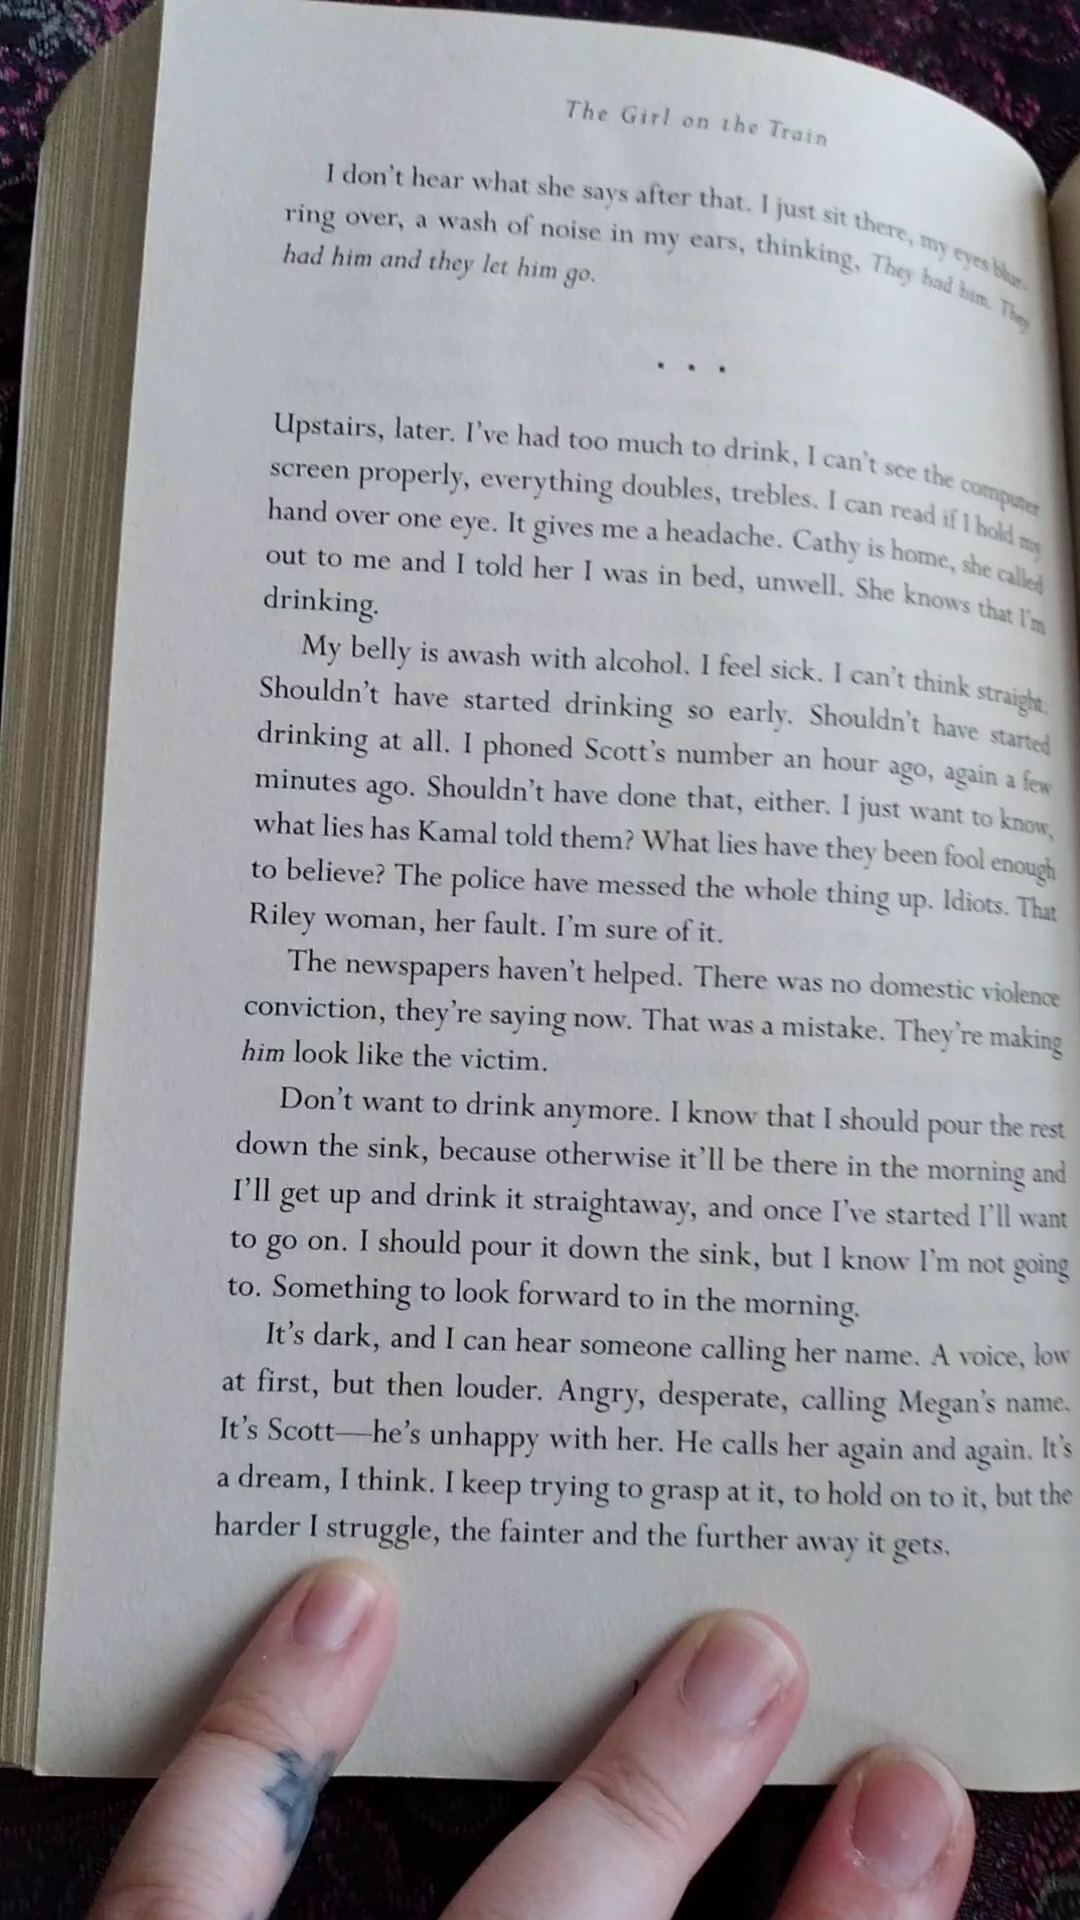 The Girl on the Train
I don't hear what she says after that. I just sit there, my eyes blur-
ring over, a wash of noise in my ears, thinking, They had him. They
had him and they let him go.
. . .
Upstairs, later. I've had too much to drink, I can't see the computer
screen properly, everything doubles, trebles. I can read if I hold my
hand over one eye. It gives me a headache. Cathy is home, she called
out to me and I told her I was in bed, unwell. She knows that I'm
drinking.
My belly is awash with alcohol. I feel sick. I can't think straight.
Shouldn't have started drinking so early. Shouldn't have started
drinking at all. I phoned Scott's number an hour ago, again a few
minutes ago. Shouldn't have done that, either. I just want to know,
what lies has Kamal told them? What lies have they been fool enough
to believe? The police have messed the whole thing up. Idiots. That
Riley woman, her fault. I'm sure of it.
The newspapers haven't helped. There was no domestic violence
conviction, they're saying now. That was a mistake. They're making
him look like the victim.
Don't want to drink anymore. I know that I should pour the rest
down the sink, because otherwise it'll be there in the morning and
I'll get up and drink it straightaway, and once I've started I'll want
to go on. I should pour it down the sink, but I know I'm not going
to. Something to look forward to in the morning.
It's dark, and I can hear someone calling her name. A voice, low
at first, but then louder. Angry, desperate, calling Megan's name.
It's Scott—he's unhappy with her. He calls her again and again. It's
a dream, I think. I keep trying to grasp at it, to hold on to it, but the
harder I struggle, the fainter and the further away it gets.